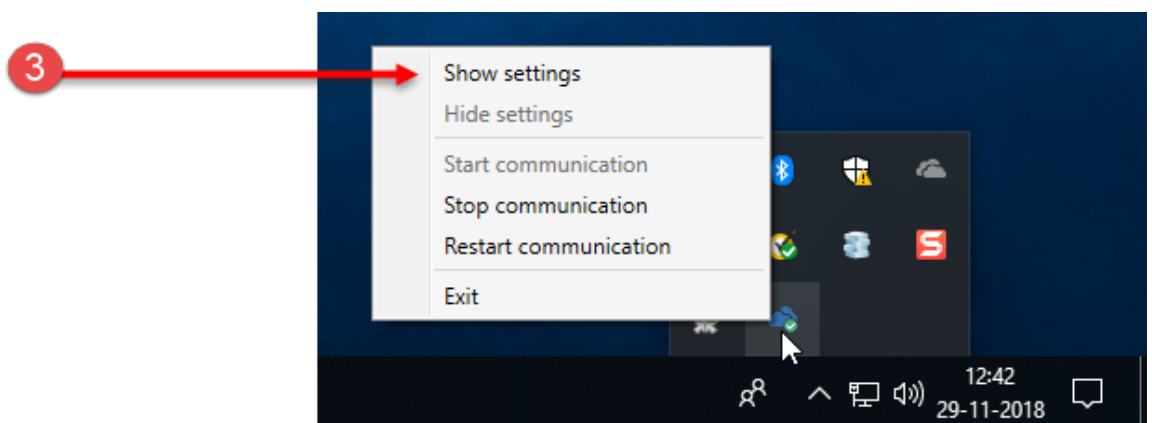 3
Show settings
Hide settings
Start communication
Stop communication
Restart communication
Exit
S
12:42
29-11-2018